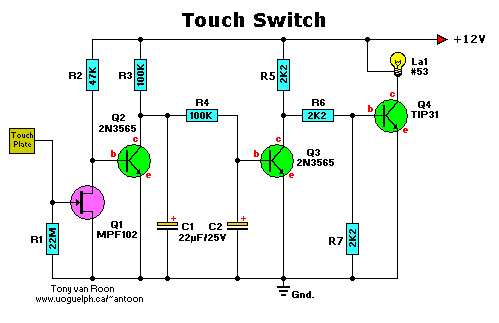 Touch Switch
+12V
La1
#53
R2
47K
R3
100K
R5
2K2
Q2
2N3565
R4
100K
R6
2K2
Q4
TIP31
c
b
e
c
b
e
c
b
e
Touch
Plate
Q3
2N3565
Q1
MPF102
R1
22M
+
C1
22µF/25V
+
C2
R7
2K2
Gnd.
Tony van Roon
www.uoguelph.ca/~antoon